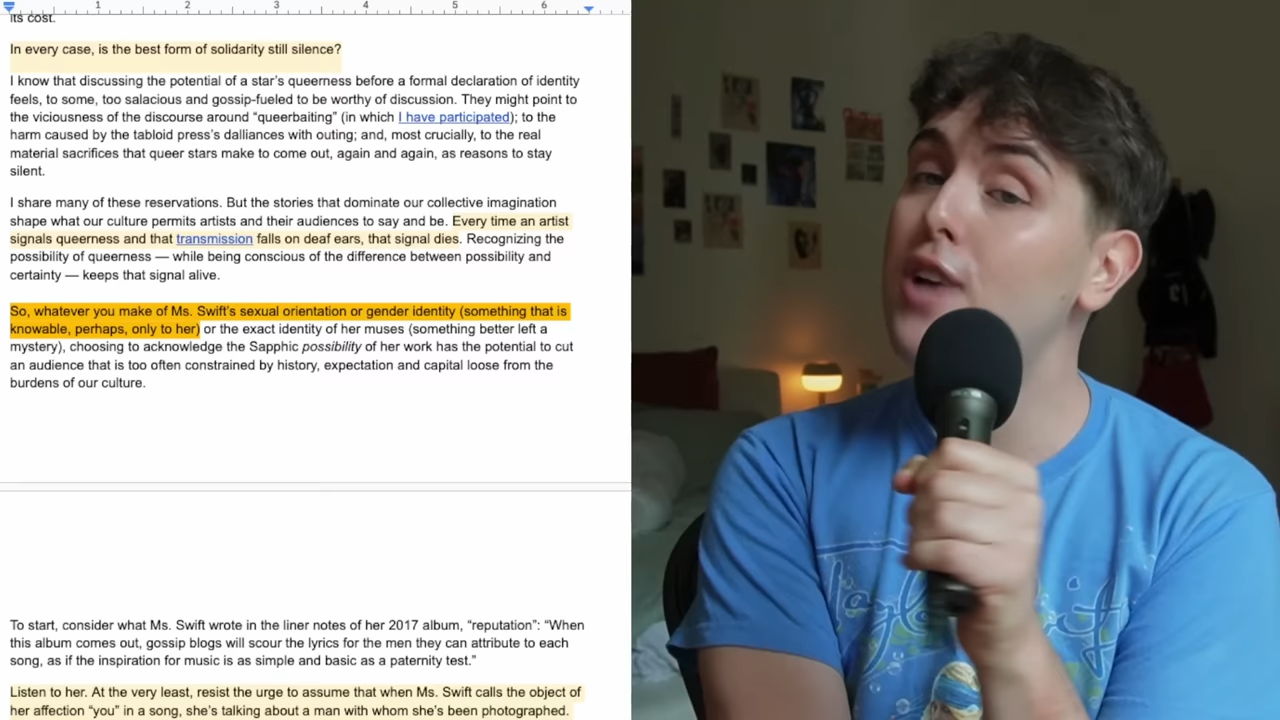 1 2 3 4 5 6
its cost.
In every case, is the best form of solidarity still silence?
I know that discussing the potential of a star's queerness before a formal declaration of identity
feels, to some, too salacious and gossip-fueled to be worthy of discussion. They might point to
the viciousness of the discourse around “queerbaiting” (in which I have participated); to the
harm caused by the tabloid press's dalliances with outing; and, most crucially, to the real
material sacrifices that queer stars make to come out, again and again, as reasons to stay
silent.
I share many of these reservations. But the stories that dominate our collective imagination
shape what our culture permits artists and their audiences to say and be. Every time an artist
signals queerness and that transmission falls on deaf ears, that signal dies. Recognizing the
possibility of queerness — while being conscious of the difference between possibility and
certainty — keeps that signal alive.
So, whatever you make of Ms. Swift's sexual orientation or gender identity (something that is
knowable, perhaps, only to her) or the exact identity of her muses (something better left a
mystery), choosing to acknowledge the Sapphic possibility of her work has the potential to cut
an audience that is too often constrained by history, expectation and capital loose from the
burdens of our culture.
To start, consider what Ms. Swift wrote in the liner notes of her 2017 album, “reputation”: “When
this album comes out, gossip blogs will scour the lyrics for the men they can attribute to each
song, as if the inspiration for music is as simple and basic as a paternity test.”
Listen to her. At the very least, resist the urge to assume that when Ms. Swift calls the object of
her affection “you” in a song, she's talking about a man with whom she's been photographed.